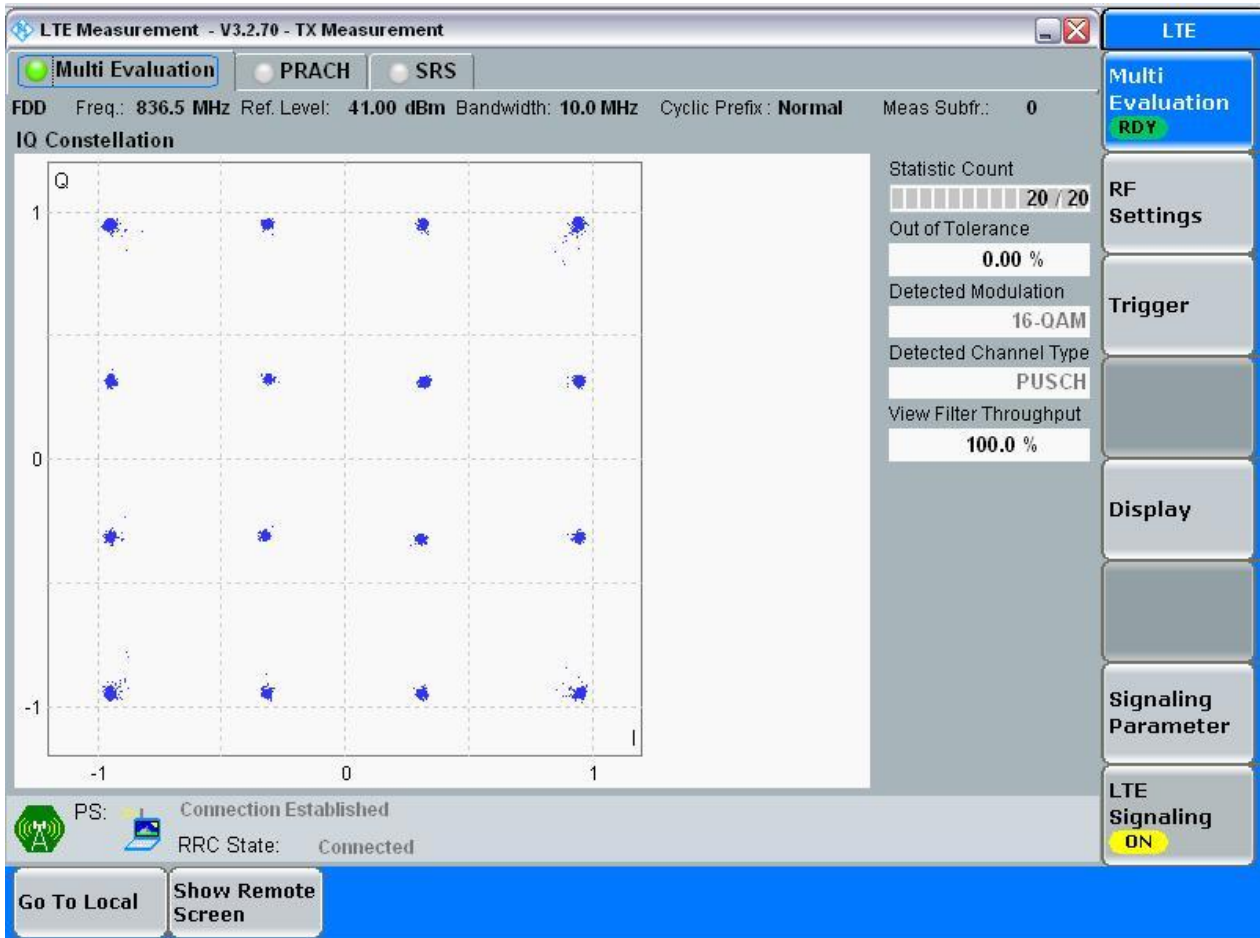 LTE Measurement - V3.2.70 - TX Measurement
LTE
Multi Evaluation PRACH SRS
FDD Freq.: 836.5 MHz Ref. Level: 41.00 dBm Bandwidth: 10.0 MHz Cyclic Prefix : Normal Meas Subfr.: 0
IQ Constellation
Q
1
0
-1
I
-1 0 1
Statistic Count
20 / 20
Out of Tolerance
0.00 %
Detected Modulation
16-QAM
Detected Channel Type
PUSCH
View Filter Throughput
100.0 %
Multi
Evaluation
RDY
RF
Settings
Trigger
Display
Signaling
Parameter
LTE
Signaling
ON
PS: Connection Established
RRC State: Connected
Go To Local
Show Remote
Screen